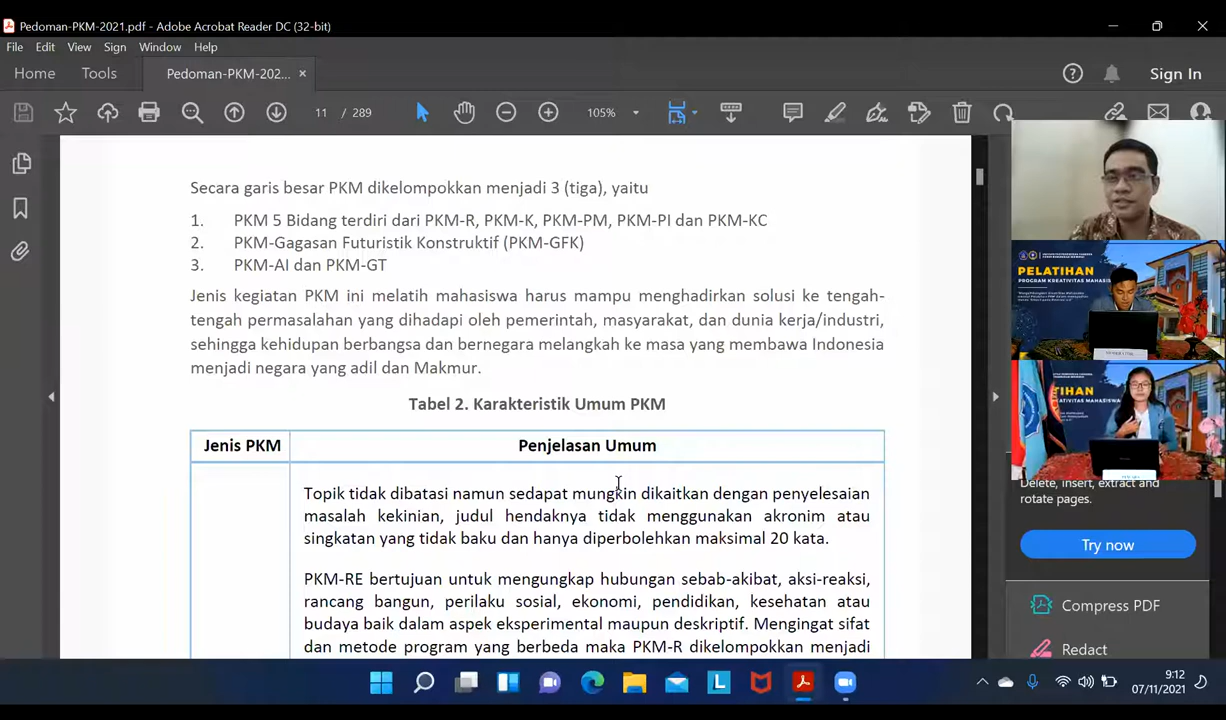 Pedoman-PKM-2021.pdf - Adobe Acrobat Reader DC (32-bit)
File Edit View Sign Window Help
Home Tools Pedoman-PKM-202... × Sign In
11 / 289 105%
Secara garis besar PKM dikelompokkan menjadi 3 (tiga), yaitu
1. PKM 5 Bidang terdiri dari PKM-R, PKM-K, PKM-PM, PKM-PI dan PKM-KC
2. PKM-Gagasan Futuristik Konstruktif (PKM-GFK)
3. PKM-AI dan PKM-GT
Jenis kegiatan PKM ini melatih mahasiswa harus mampu menghadirkan solusi ke tengah-
tengah permasalahan yang dihadapi oleh pemerintah, masyarakat, dan dunia kerja/industri,
sehingga kehidupan berbangsa dan bernegara melangkah ke masa yang membawa Indonesia
menjadi negara yang adil dan Makmur.
Tabel 2. Karakteristik Umum PKM
Jenis PKM Penjelasan Umum
Topik tidak dibatasi namun sedapat mungkin dikaitkan dengan penyelesaian
masalah kekinian, judul hendaknya tidak menggunakan akronim atau
singkatan yang tidak baku dan hanya diperbolehkan maksimal 20 kata.
PKM-RE bertujuan untuk mengungkap hubungan sebab-akibat, aksi-reaksi,
rancang bangun, perilaku sosial, ekonomi, pendidikan, kesehatan atau
budaya baik dalam aspek eksperimental maupun deskriptif. Mengingat sifat
dan metode program yang berbeda maka PKM-R dikelompokkan menjadi
PELATIHAN
PROGRAM KREATIVITAS MAHASISWA
TIHAN
KREATIVITAS MAHASISW
Delete, insert, extract and
rotate pages.
Try now
Compress PDF
Redact
9:12
07/11/2021